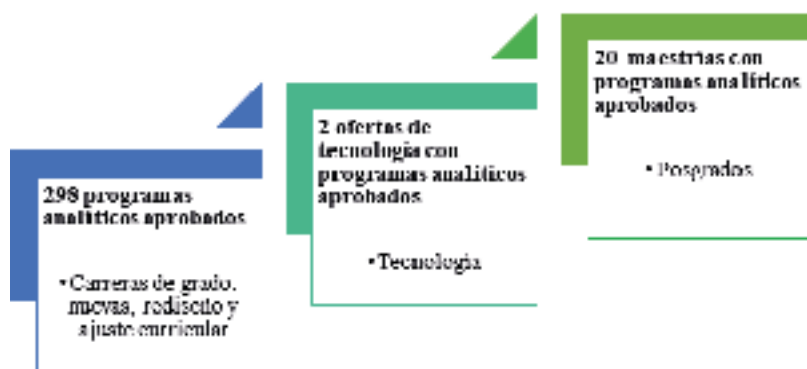 298 programas
analíticos aprobados
•Carreras de grado,
nuevas, rediseño y
ajuste curricular
2 ofertas de
tecnología con
programas analíticos
aprobados
•Tecnología
20 maestrías con
programas analíticos
aprobados
•Posgrados